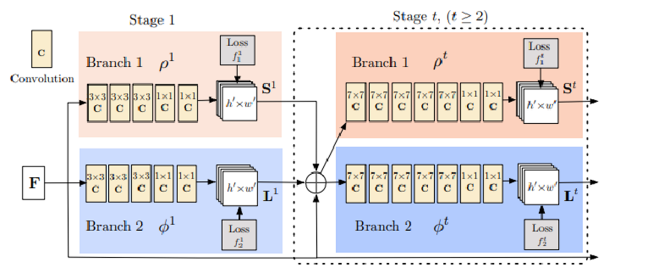 Stage 1
Stage t, (t ≥ 2)
C
Convolution
Branch 1 ρ¹
Loss
f₁¹
3×3 3×3 3×3 1×1 1×1
C C C C C
h′×w′
S¹
Branch 1 ρᵗ
Loss
f₁ᵗ
7×7 7×7 7×7 7×7 7×7 1×1 1×1
C C C C C C C
h′×w′
Sᵗ
F
3×3 3×3 3×3 1×1 1×1
C C C C C
h′×w′
L¹
Branch 2 ϕ¹
Loss
f₂¹
7×7 7×7 7×7 7×7 7×7 1×1 1×1
C C C C C C C
h′×w′
Lᵗ
Branch 2 ϕᵗ
Loss
f₂ᵗ